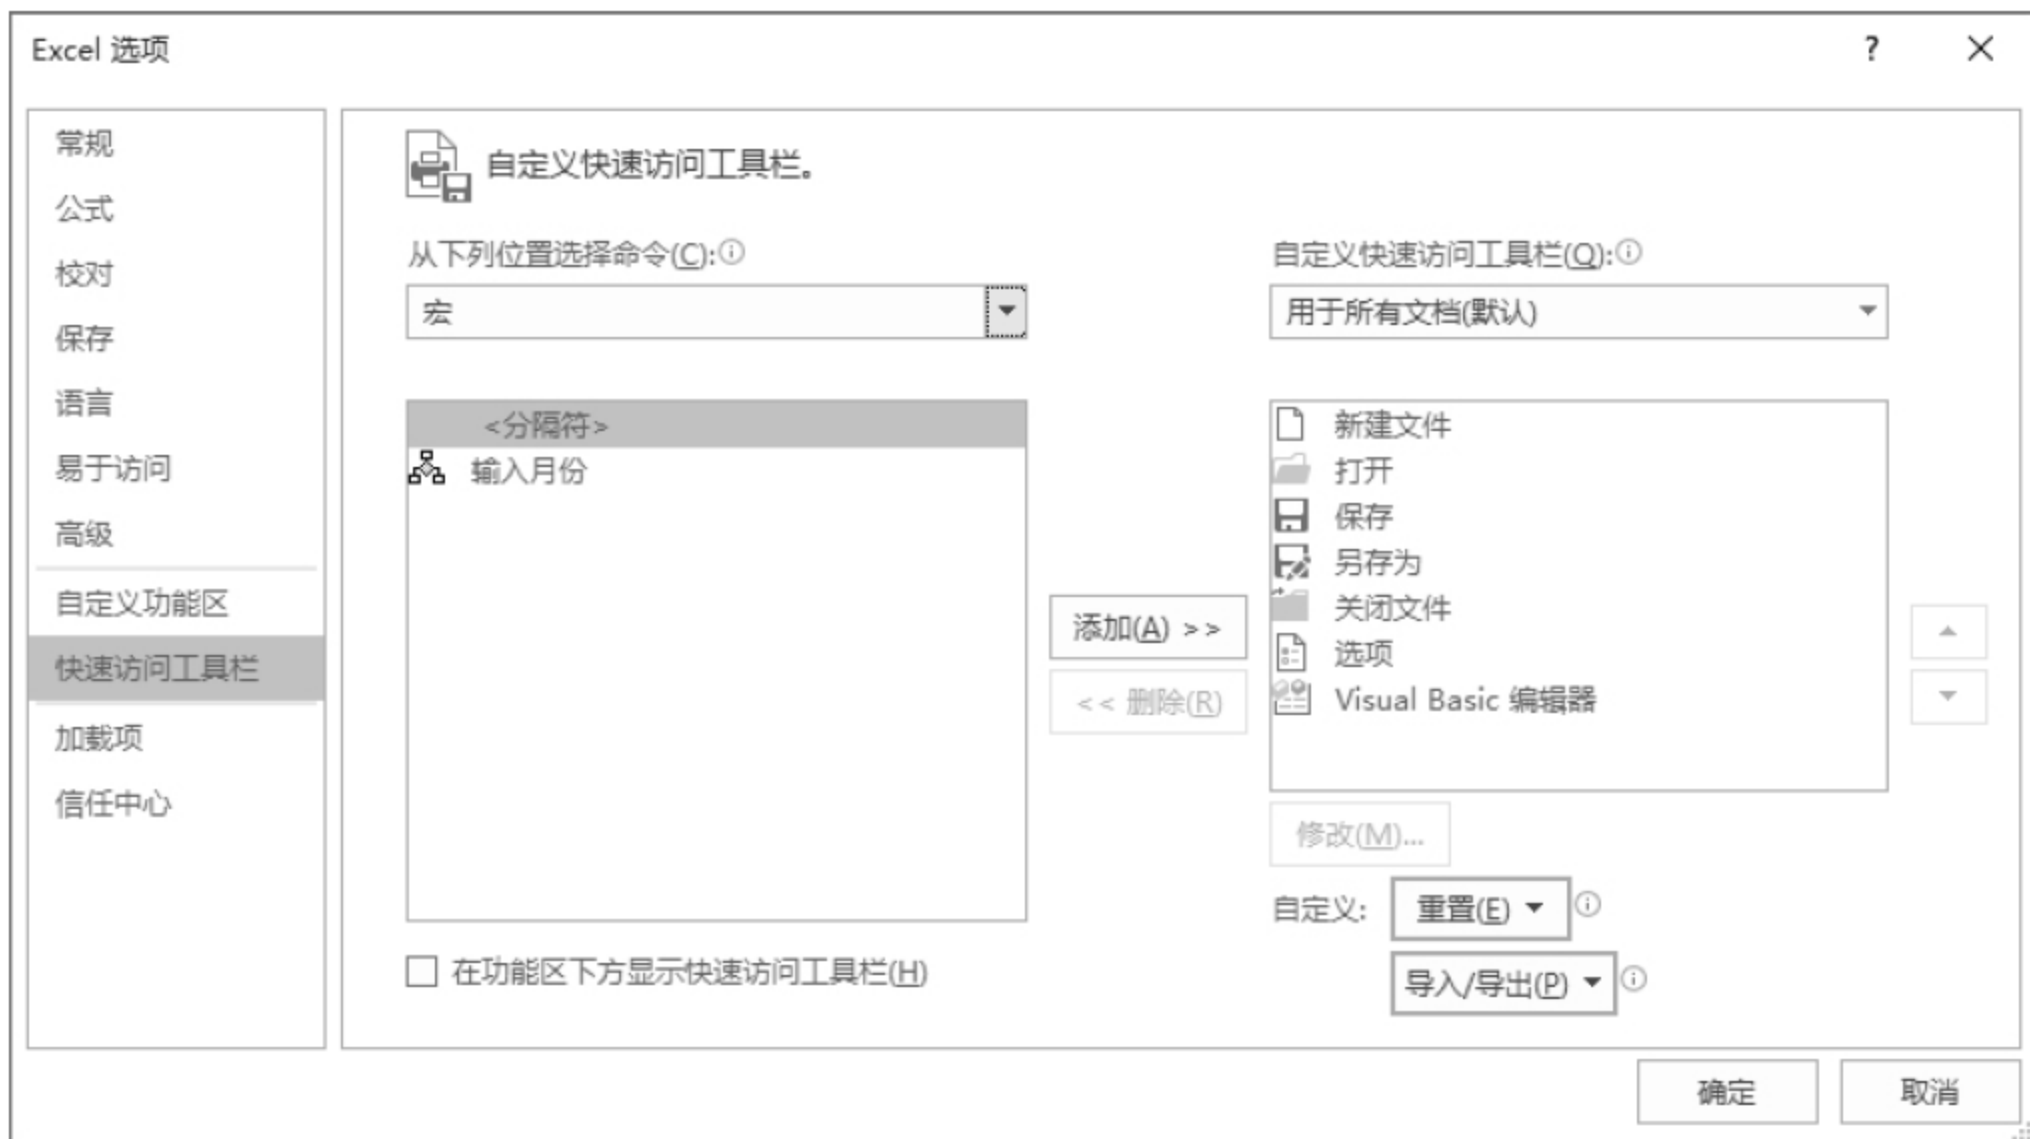 Excel 选项
?
常规
公式
校对
保存
语言
易于访问
高级
自定义功能区
快速访问工具栏
加载项
信任中心
自定义快速访问工具栏。
从下列位置选择命令(C):
宏
<分隔符>
输入月份
在功能区下方显示快速访问工具栏(H)
添加(A) >>
<< 删除(R)
自定义快速访问工具栏(Q):
用于所有文档(默认)
新建文件
打开
保存
另存为
关闭文件
选项
Visual Basic 编辑器
修改(M)...
自定义:
重置(E)
导入/导出(P)
确定
取消